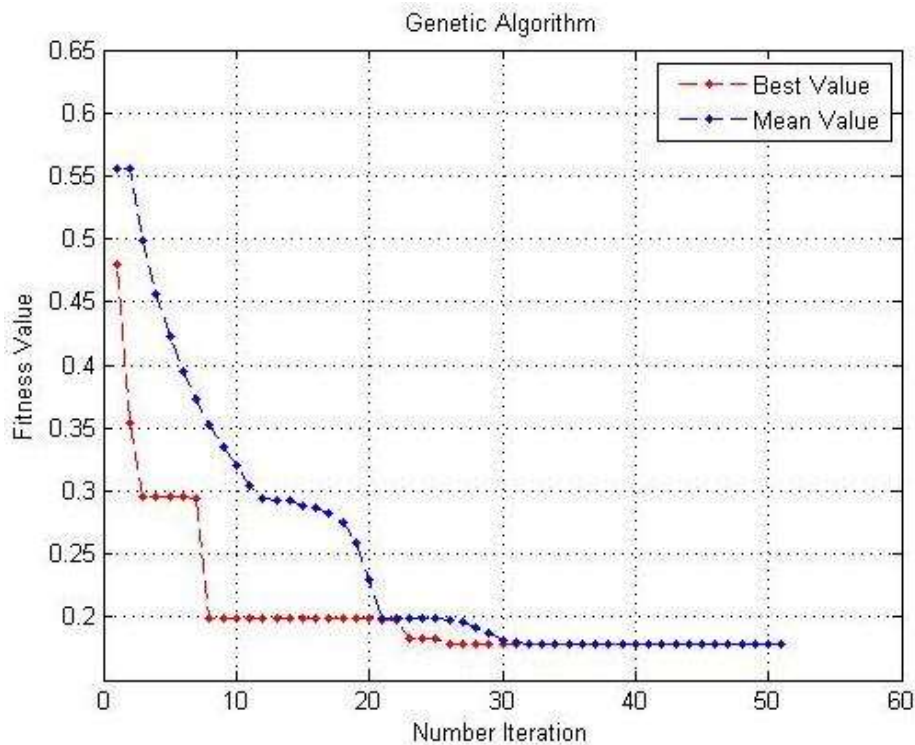 Genetic Algorithm
0.65
0.6
0.55
0.5
0.45
0.4
0.35
0.3
0.25
0.2
Fitness Value
Best Value
Mean Value
0 10 20 30 40 50 60
Number Iteration